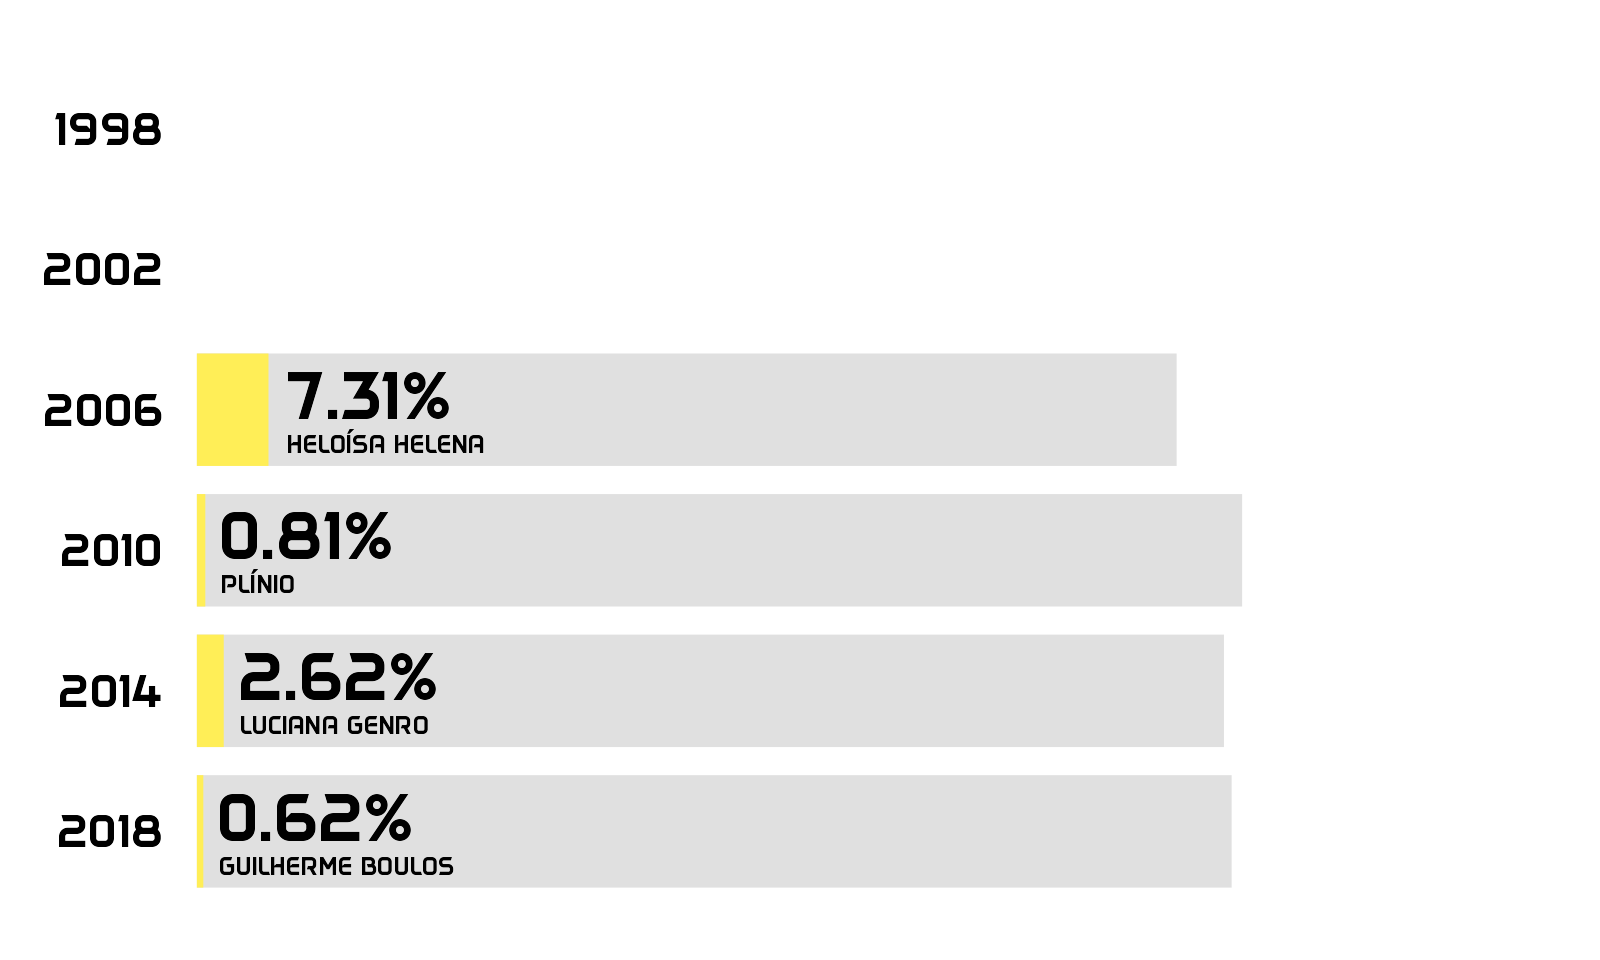 1998
2002
2006
7.31%
HELOÍSA HELENA
2010
0.81%
PLÍNIO
2014
2.62%
LUCIANA GENRO
2018
0.62%
GUILHERME BOULOS